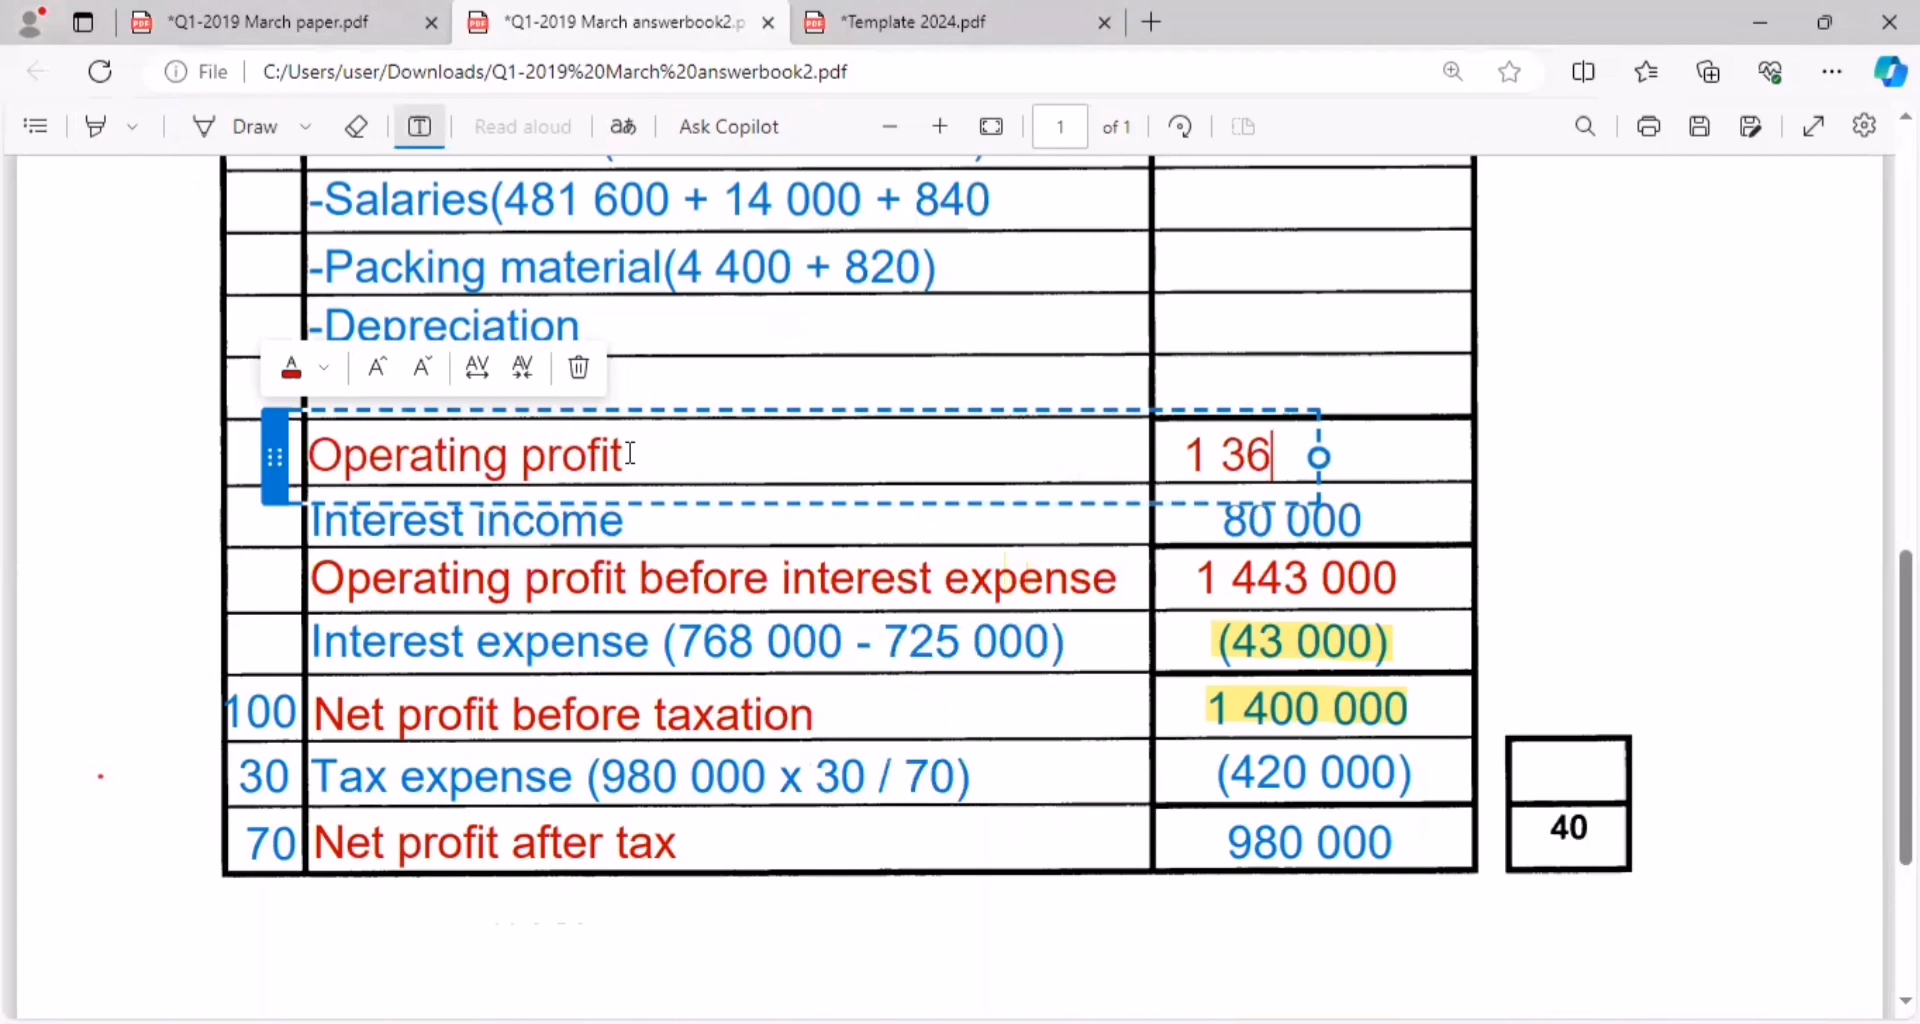 *Q1-2019 March paper.pdf
*Q1-2019 March answerbook2.p
*Template 2024.pdf
File
C:/Users/user/Downloads/Q1-2019%20March%20answerbook2.pdf
Draw
Read aloud
aあ
Ask Copilot
1 of 1
-Salaries(481 600 + 14 000 + 840
-Packing material(4 400 + 820)
-Depreciation
Operating profit 1 36
Interest income 80 000
Operating profit before interest expense 1 443 000
Interest expense (768 000 - 725 000) (43 000)
100 Net profit before taxation 1 400 000
30 Tax expense (980 000 x 30 / 70) (420 000)
70 Net profit after tax 980 000
40